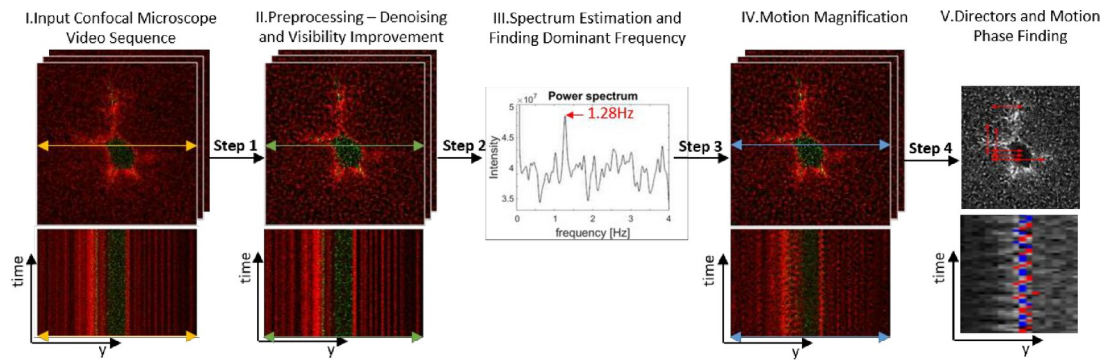 I.Input Confocal Microscope
Video Sequence
II.Preprocessing – Denoising
and Visibility Improvement
III.Spectrum Estimation and
Finding Dominant Frequency
IV.Motion Magnification
V.Directors and Motion
Phase Finding
Step 1
Step 2
Step 3
Step 4
×10⁷
Power spectrum
1.28Hz
Intensity
5
4.5
4
3.5
0
1
2
3
4
frequency [Hz]
time
y
time
y
time
y
time
y